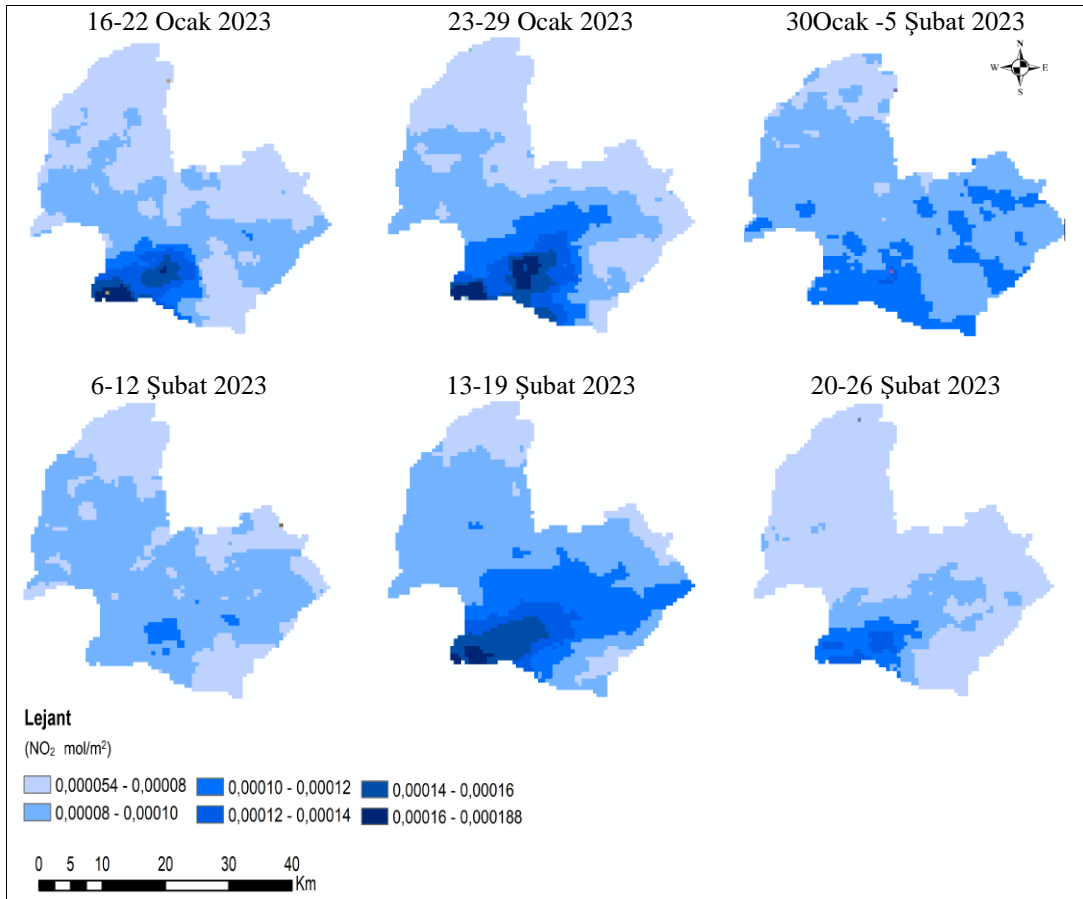 16-22 Ocak 2023
23-29 Ocak 2023
30Ocak -5 Şubat 2023
N
W E
S
6-12 Şubat 2023
13-19 Şubat 2023
20-26 Şubat 2023
Lejant
(NO₂ mol/m²)
0,000054 - 0,00008
0,00010 - 0,00012
0,00014 - 0,00016
0,0008 - 0,00010
0,00012 - 0,00014
0,00016 - 0,000188
0 5 10 20 30 40
Km